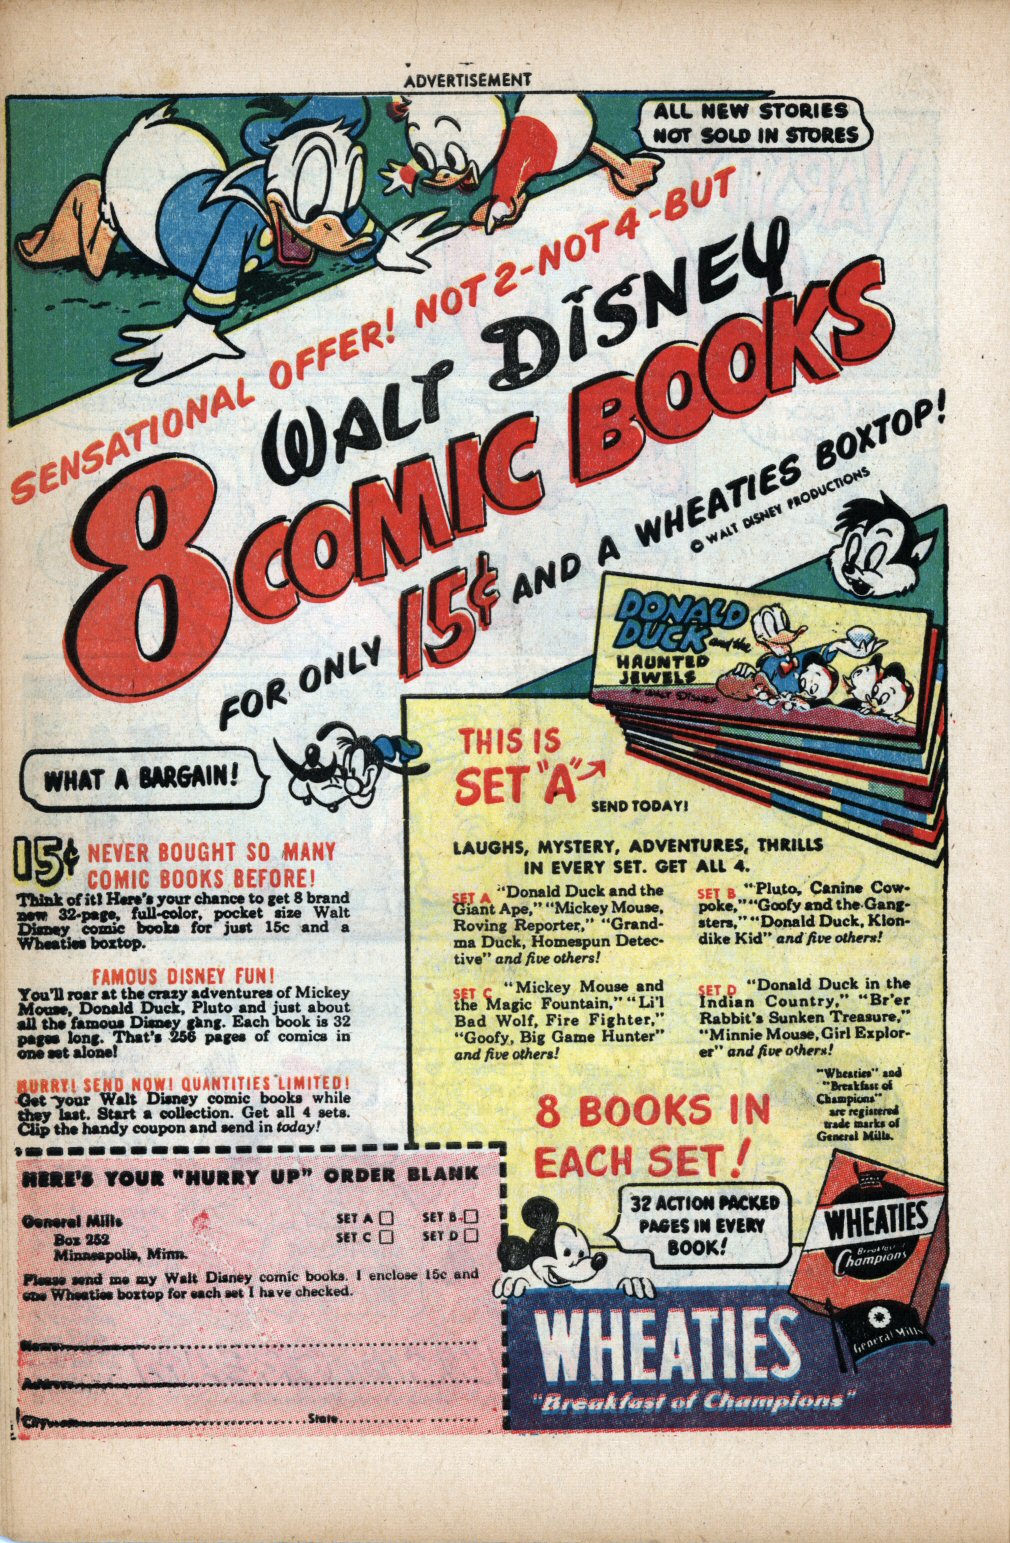 ADVERTISEMENT
ALL NEW STORIES
NOT SOLD IN STORES
SENSATIONAL OFFER! NOT 2-NOT 4-BUT
WALT DISNEY
8 COMIC BOOKS
FOR ONLY 15¢ AND A WHEATIES BOXTOP!
© WALT DISNEY PRODUCTIONS
DONALD
DUCK and the
HAUNTED
JEWELS
WALT DISNEY
WHAT A BARGAIN!
THIS IS
SET "A"
SEND TODAY!
15¢ NEVER BOUGHT SO MANY
COMIC BOOKS BEFORE!
Think of it! Here's your chance to get 8 brand
new 32-page, full-color, pocket size Walt
Disney comic books for just 15c and a
Wheaties boxtop.
FAMOUS DISNEY FUN!
You'll roar at the crazy adventures of Mickey
Mouse, Donald Duck, Pluto and just about
all the famous Disney gang. Each book is 32
pages long. That's 256 pages of comics in
one set alone!
HURRY! SEND NOW! QUANTITIES LIMITED!
Get your Walt Disney comic books while
they last. Start a collection. Get all 4 sets.
Clip the handy coupon and send in today!
LAUGHS, MYSTERY, ADVENTURES, THRILLS
IN EVERY SET. GET ALL 4.
SET A "Donald Duck and the
Giant Ape," "Mickey Mouse,
Roving Reporter," "Grand-
ma Duck, Homespun Detec-
tive" and five others!
SET B "Pluto, Canine Cow-
poke," "Goofy and the Gang-
sters," "Donald Duck, Klon-
dike Kid" and five others!
SET C "Mickey Mouse and
the Magic Fountain," "Li'l
Bad Wolf, Fire Fighter,"
"Goofy, Big Game Hunter"
and five others!
SET D "Donald Duck in the
Indian Country," "Br'er
Rabbit's Sunken Treasure,"
"Minnie Mouse, Girl Explor-
er" and five others!
"Wheaties" and
"Breakfast of
Champions"
are registered
trade marks of
General Mills.
8 BOOKS IN
EACH SET!
32 ACTION PACKED
PAGES IN EVERY
BOOK!
WHEATIES
Breakfast of
Champions
General Mills
WHEATIES
"Breakfast of Champions"
HERE'S YOUR "HURRY UP" ORDER BLANK
General Mills
Box 252
Minneapolis, Minn.
SET A SET B
SET C SET D
Please send me my Walt Disney comic books. I enclose 15c and
one Wheaties boxtop for each set I have checked.
Name
Address
City State